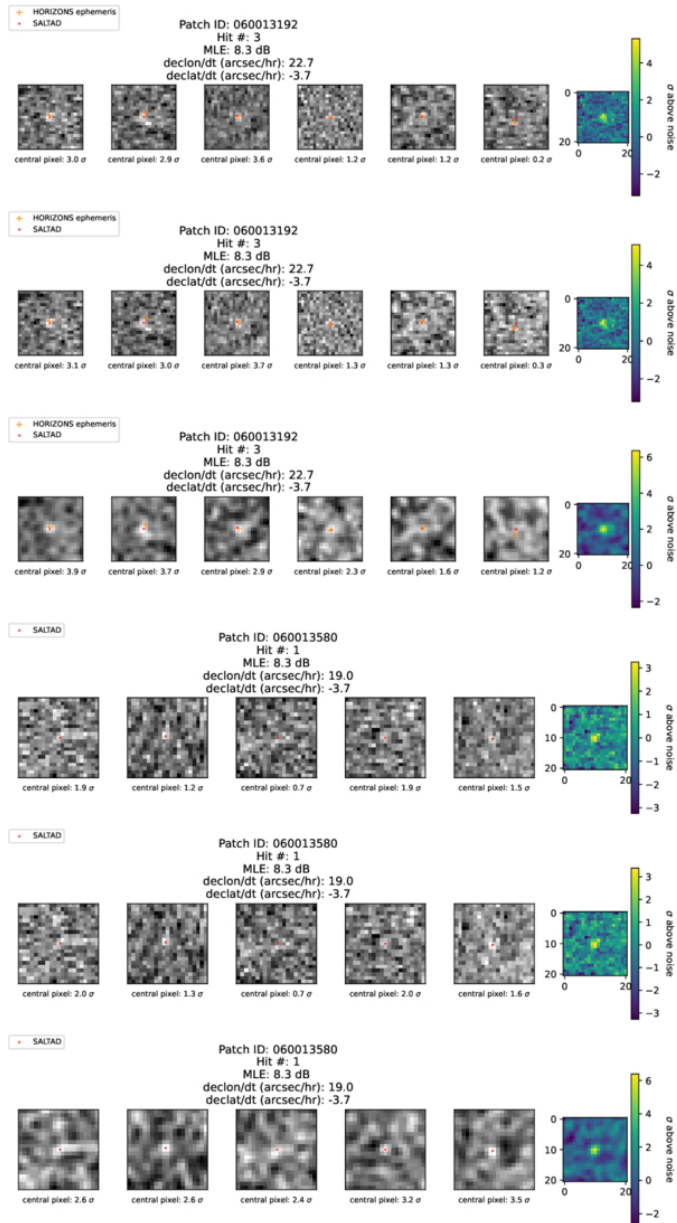 HORIZONS ephemeris
SALTAD
Patch ID: 060013192
Hit #: 3
MLE: 8.3 dB
declon/dt (arcsec/hr): 22.7
declat/dt (arcsec/hr): -3.7
central pixel: 3.0 σ
central pixel: 2.9 σ
central pixel: 3.6 σ
central pixel: 1.2 σ
central pixel: 1.2 σ
central pixel: 0.2 σ
0
20
0
20
4
2
0
−2
σ above noise
HORIZONS ephemeris
SALTAD
Patch ID: 060013192
Hit #: 3
MLE: 8.3 dB
declon/dt (arcsec/hr): 22.7
declat/dt (arcsec/hr): -3.7
central pixel: 3.1 σ
central pixel: 3.0 σ
central pixel: 3.7 σ
central pixel: 1.3 σ
central pixel: 1.3 σ
central pixel: 0.3 σ
0
20
0
20
4
2
0
−2
σ above noise
HORIZONS ephemeris
SALTAD
Patch ID: 060013192
Hit #: 3
MLE: 8.3 dB
declon/dt (arcsec/hr): 22.7
declat/dt (arcsec/hr): -3.7
central pixel: 3.9 σ
central pixel: 3.7 σ
central pixel: 2.9 σ
central pixel: 2.3 σ
central pixel: 1.6 σ
central pixel: 1.2 σ
0
20
0
20
6
4
2
0
−2
σ above noise
SALTAD
Patch ID: 060013580
Hit #: 1
MLE: 8.3 dB
declon/dt (arcsec/hr): 19.0
declat/dt (arcsec/hr): -3.7
central pixel: 1.9 σ
central pixel: 1.2 σ
central pixel: 0.7 σ
central pixel: 1.9 σ
central pixel: 1.5 σ
0
10
20
0
20
3
2
1
0
−1
−2
−3
σ above noise
SALTAD
Patch ID: 060013580
Hit #: 1
MLE: 8.3 dB
declon/dt (arcsec/hr): 19.0
declat/dt (arcsec/hr): -3.7
central pixel: 2.0 σ
central pixel: 1.3 σ
central pixel: 0.7 σ
central pixel: 2.0 σ
central pixel: 1.6 σ
0
10
20
0
20
3
2
1
0
−1
−2
−3
σ above noise
SALTAD
Patch ID: 060013580
Hit #: 1
MLE: 8.3 dB
declon/dt (arcsec/hr): 19.0
declat/dt (arcsec/hr): -3.7
central pixel: 2.6 σ
central pixel: 2.6 σ
central pixel: 2.4 σ
central pixel: 3.2 σ
central pixel: 3.5 σ
0
10
20
0
20
6
4
2
0
−2
σ above noise